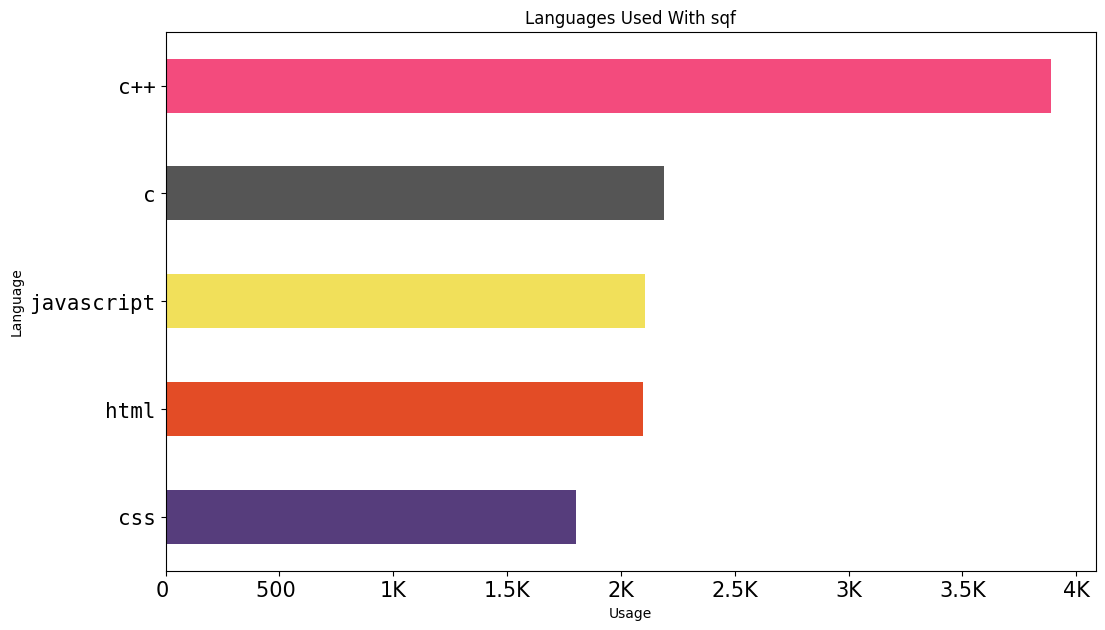 Languages Used With sqf
c++
c
javascript
html
css
Language
0 500 1K 1.5K 2K 2.5K 3K 3.5K 4K
Usage